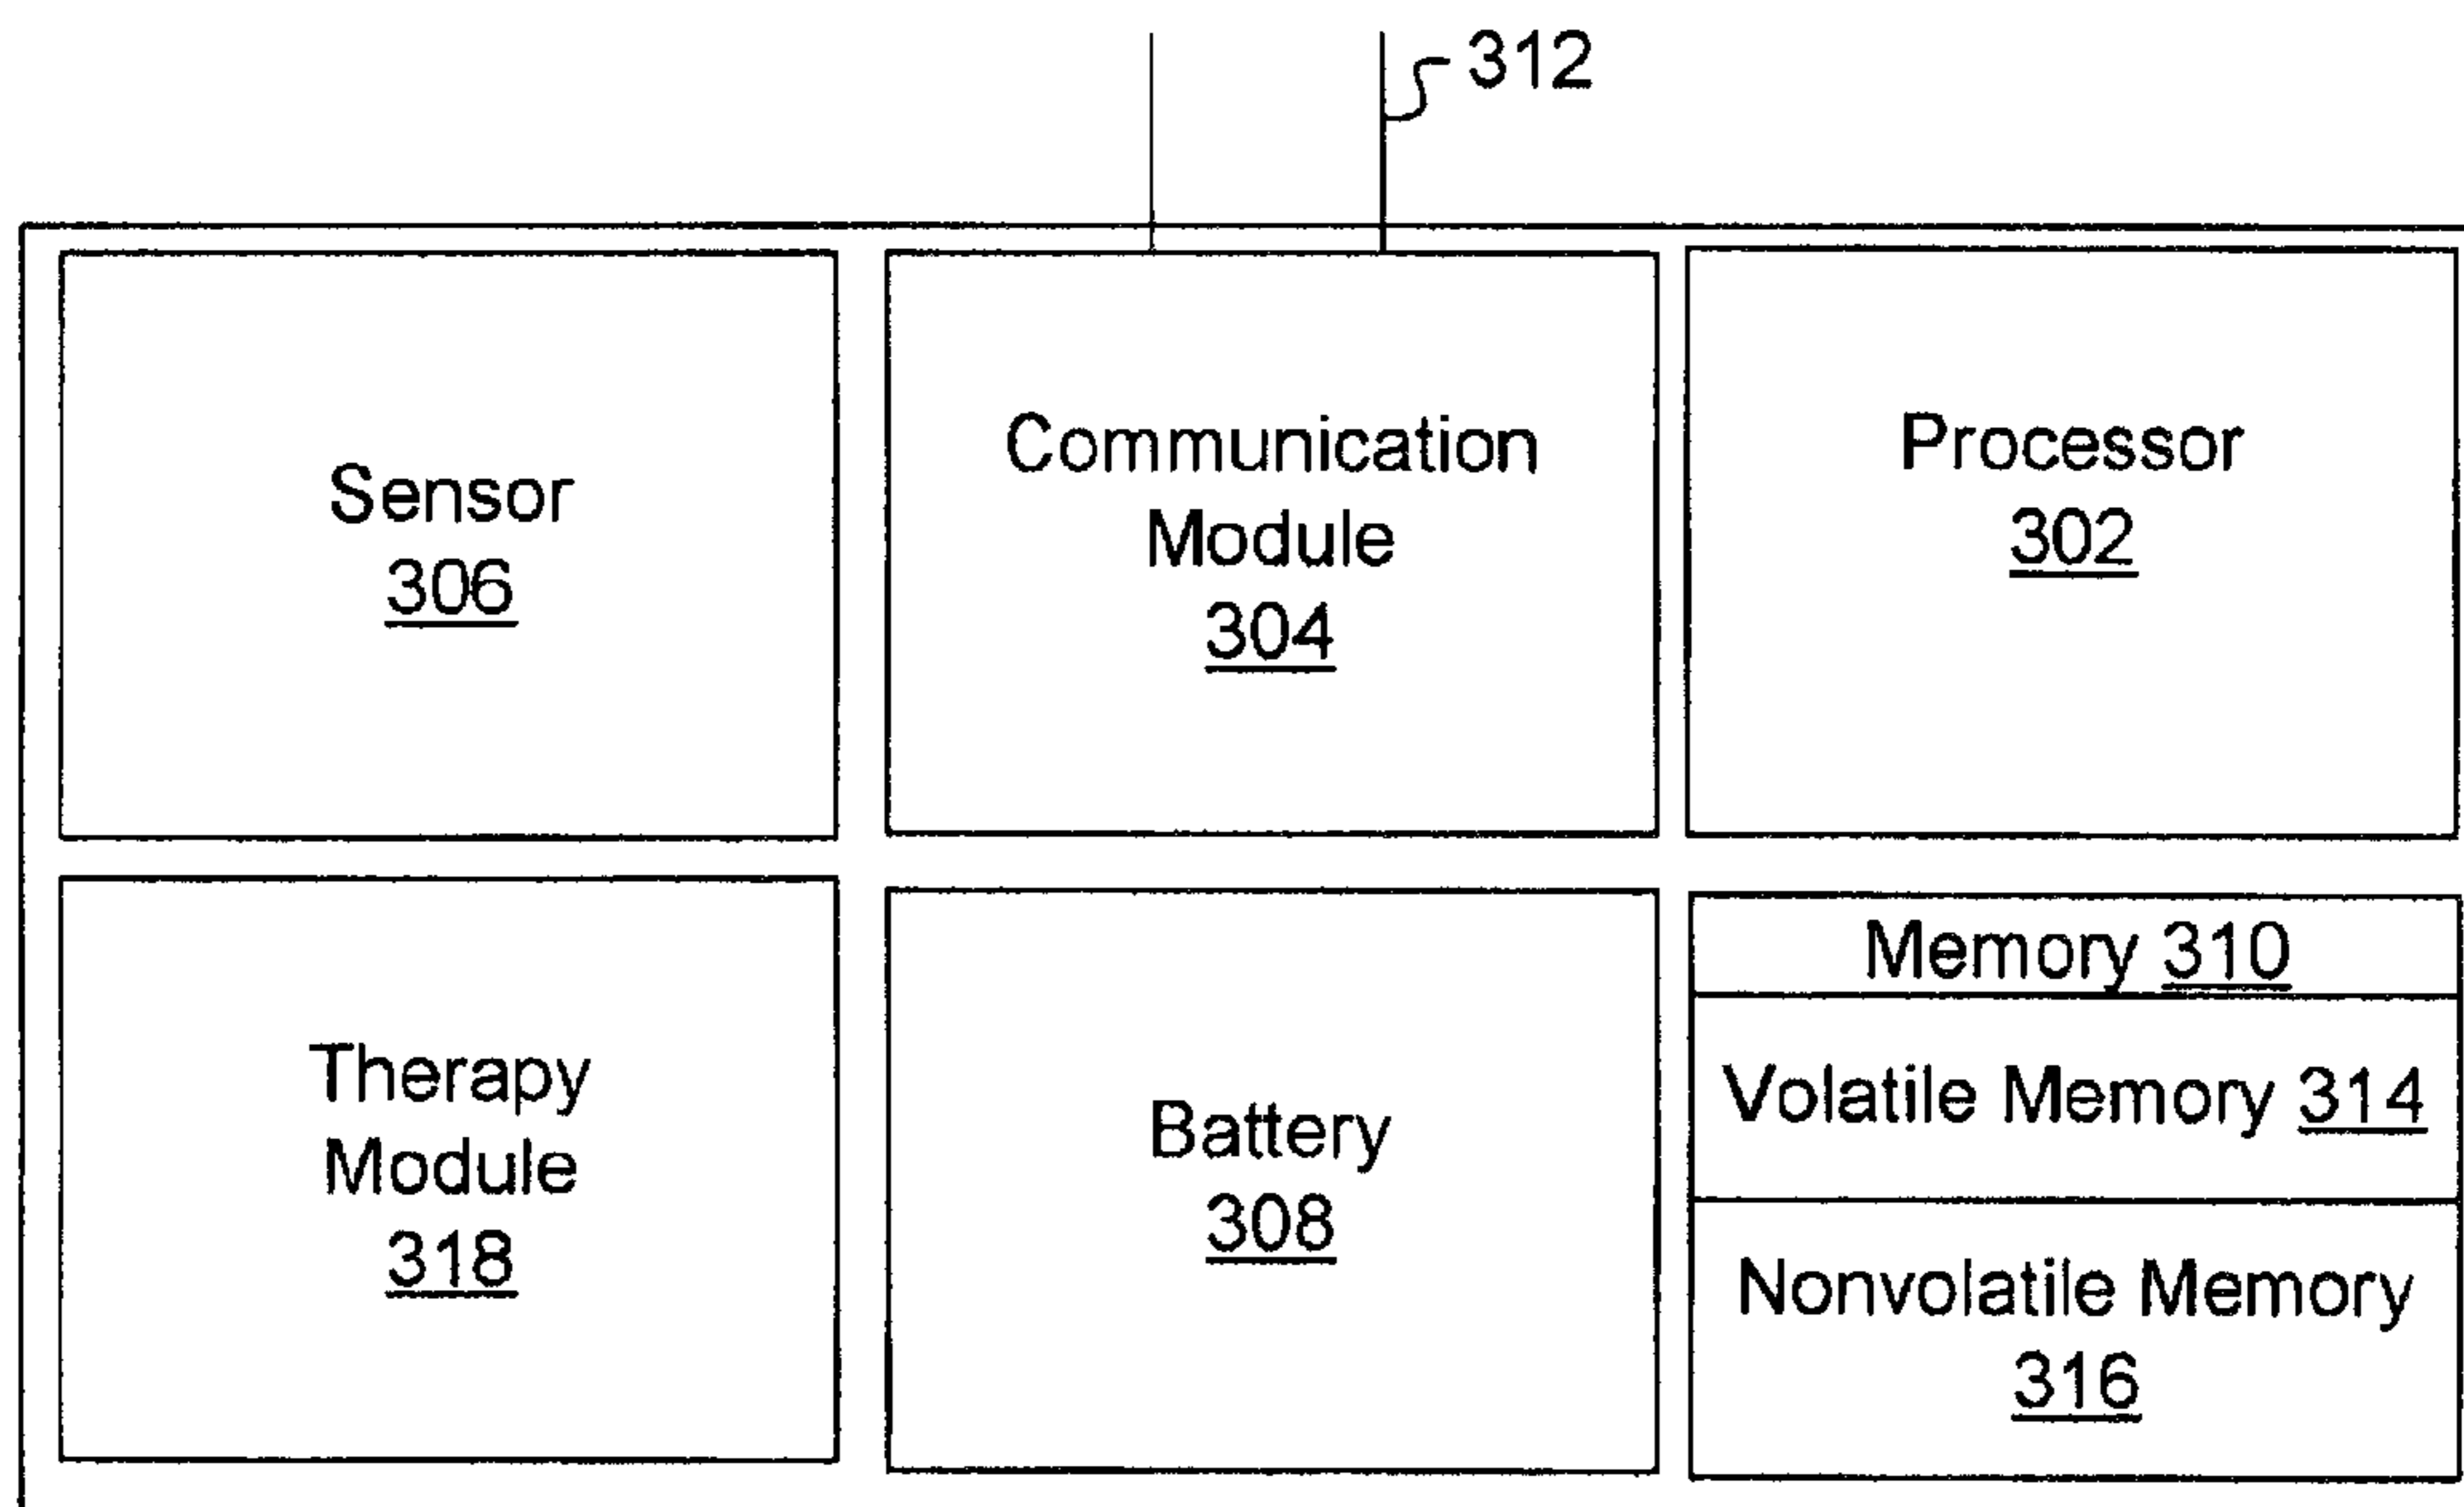 312
Sensor
306
Communication
Module
304
Processor
302
Therapy
Module
318
Battery
308
Memory 310
Volatile Memory 314
Nonvolatile Memory
316